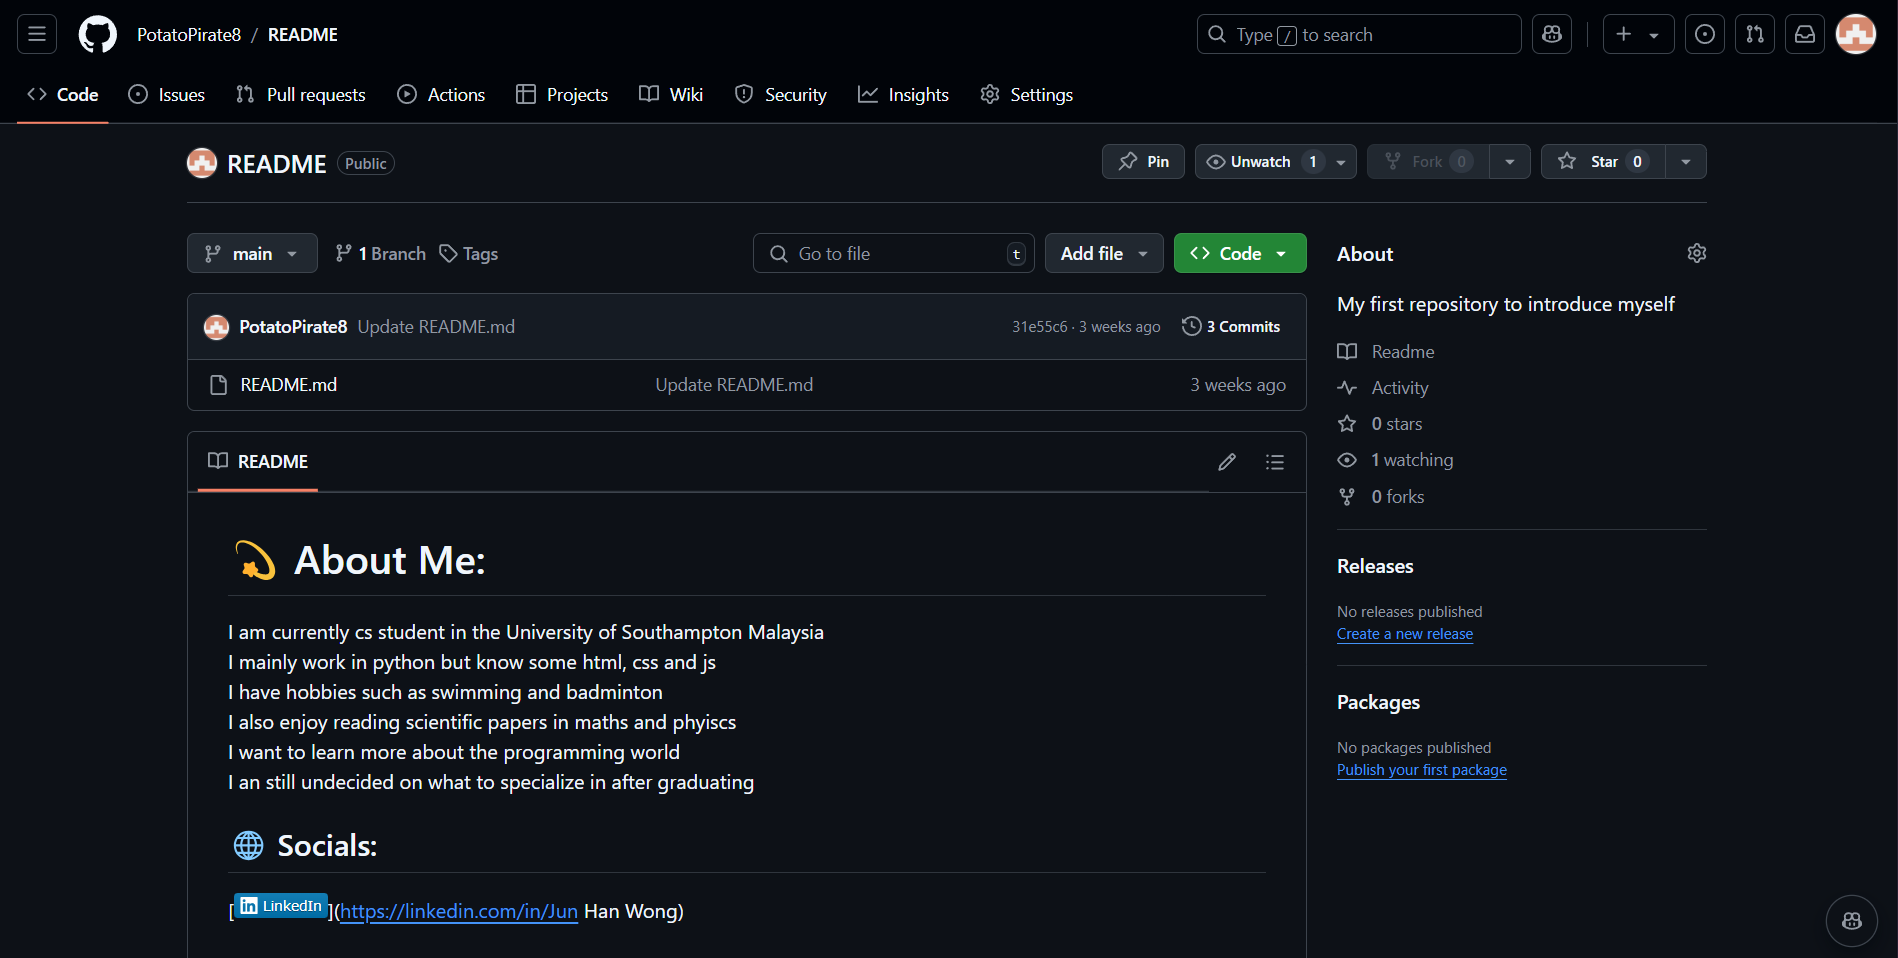 PotatoPirate8 / README
Type / to search
Code Issues Pull requests Actions Projects Wiki Security Insights Settings
README Public
Pin Unwatch 1 Fork 0 Star 0
main 1 Branch Tags Go to file t Add file Code
PotatoPirate8 Update README.md 31e55c6 · 3 weeks ago 3 Commits
README.md Update README.md 3 weeks ago
README
About Me:
I am currently cs student in the University of Southampton Malaysia
I mainly work in python but know some html, css and js
I have hobbies such as swimming and badminton
I also enjoy reading scientific papers in maths and phyiscs
I want to learn more about the programming world
I an still undecided on what to specialize in after graduating
Socials:
[in LinkedIn](https://linkedin.com/in/Jun Han Wong)
About
My first repository to introduce myself
Readme
Activity
0 stars
1 watching
0 forks
Releases
No releases published
Create a new release
Packages
No packages published
Publish your first package